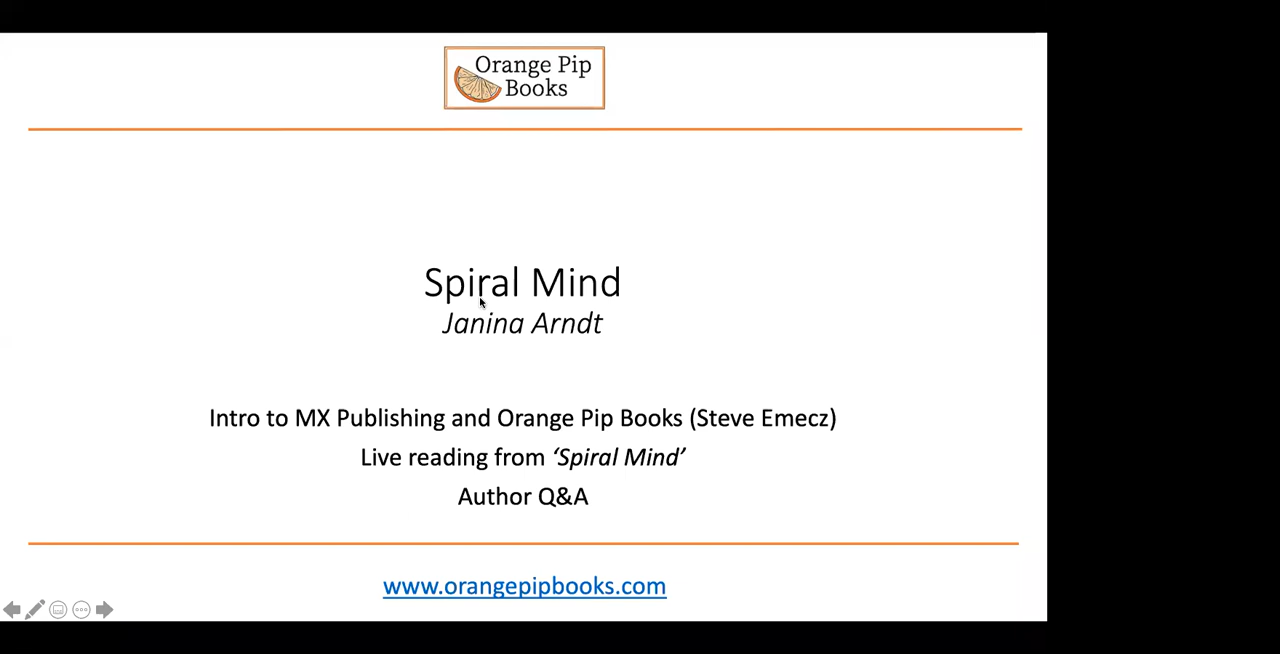 Orange Pip
Books
Spiral Mind
Janina Arndt
Intro to MX Publishing and Orange Pip Books (Steve Emecz)
Live reading from ‘Spiral Mind’
Author Q&A
www.orangepipbooks.com